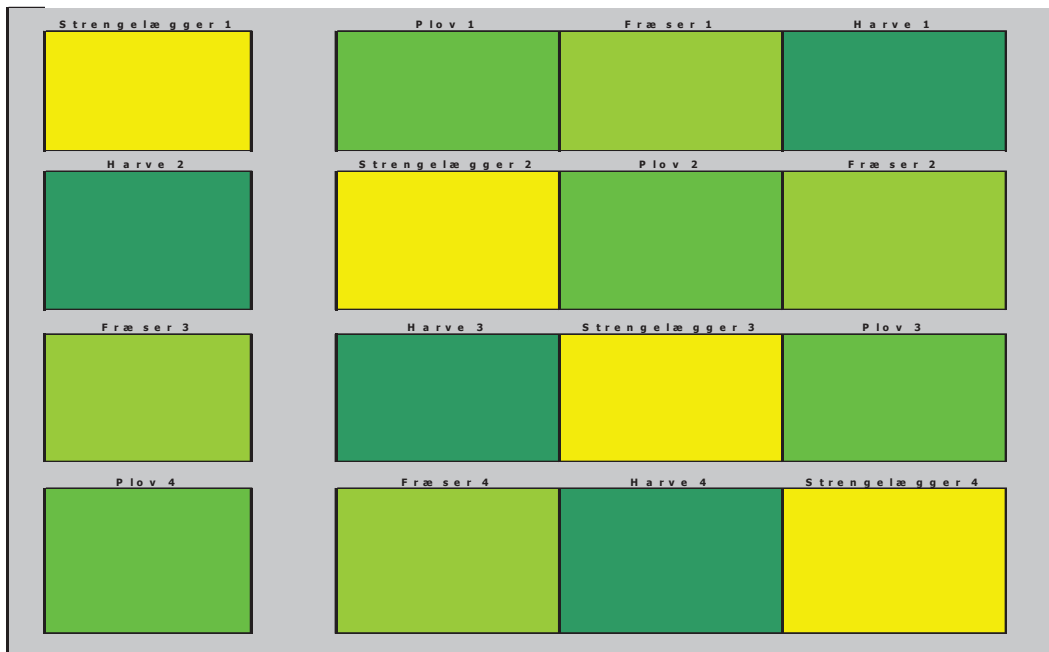 Strengelægger 1 Plov 1 Fræser 1 Harve 1
Harve 2 Strengelægger 2 Plov 2 Fræser 2
Fræser 3 Harve 3 Strengelægger 3 Plov 3
Plov 4 Fræser 4 Harve 4 Strengelægger 4